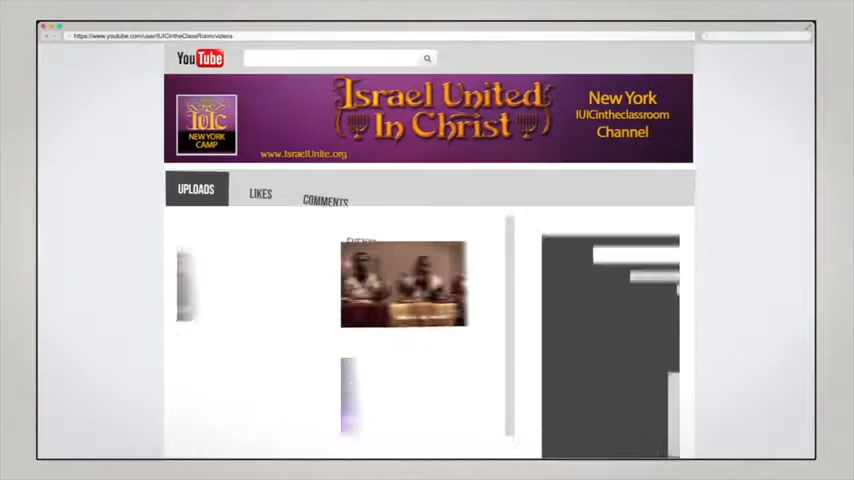 https://www.youtube.com/user/IUICintheClassRoom/videos
YouTube
IUIC
NEW YORK
CAMP
Israel United
In Christ
www.IsraelUnite.org
New York
IUICintheclassroom
Channel
UPLOADS
LIKES
COMMENTS